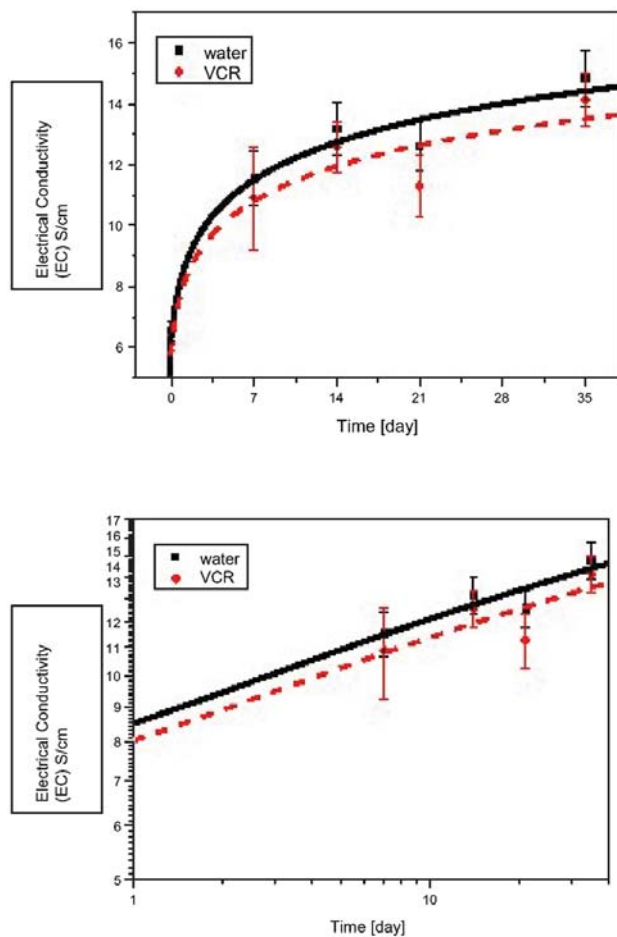 16
14
12
10
8
6
water
VCR
Electrical Conductivity
(EC) S/cm
0 7 14 21 28 35
Time [day]
17
16
15
14
13
12
11
10
9
8
7
6
5
water
VCR
Electrical Conductivity
(EC) S/cm
1 10
Time [day]